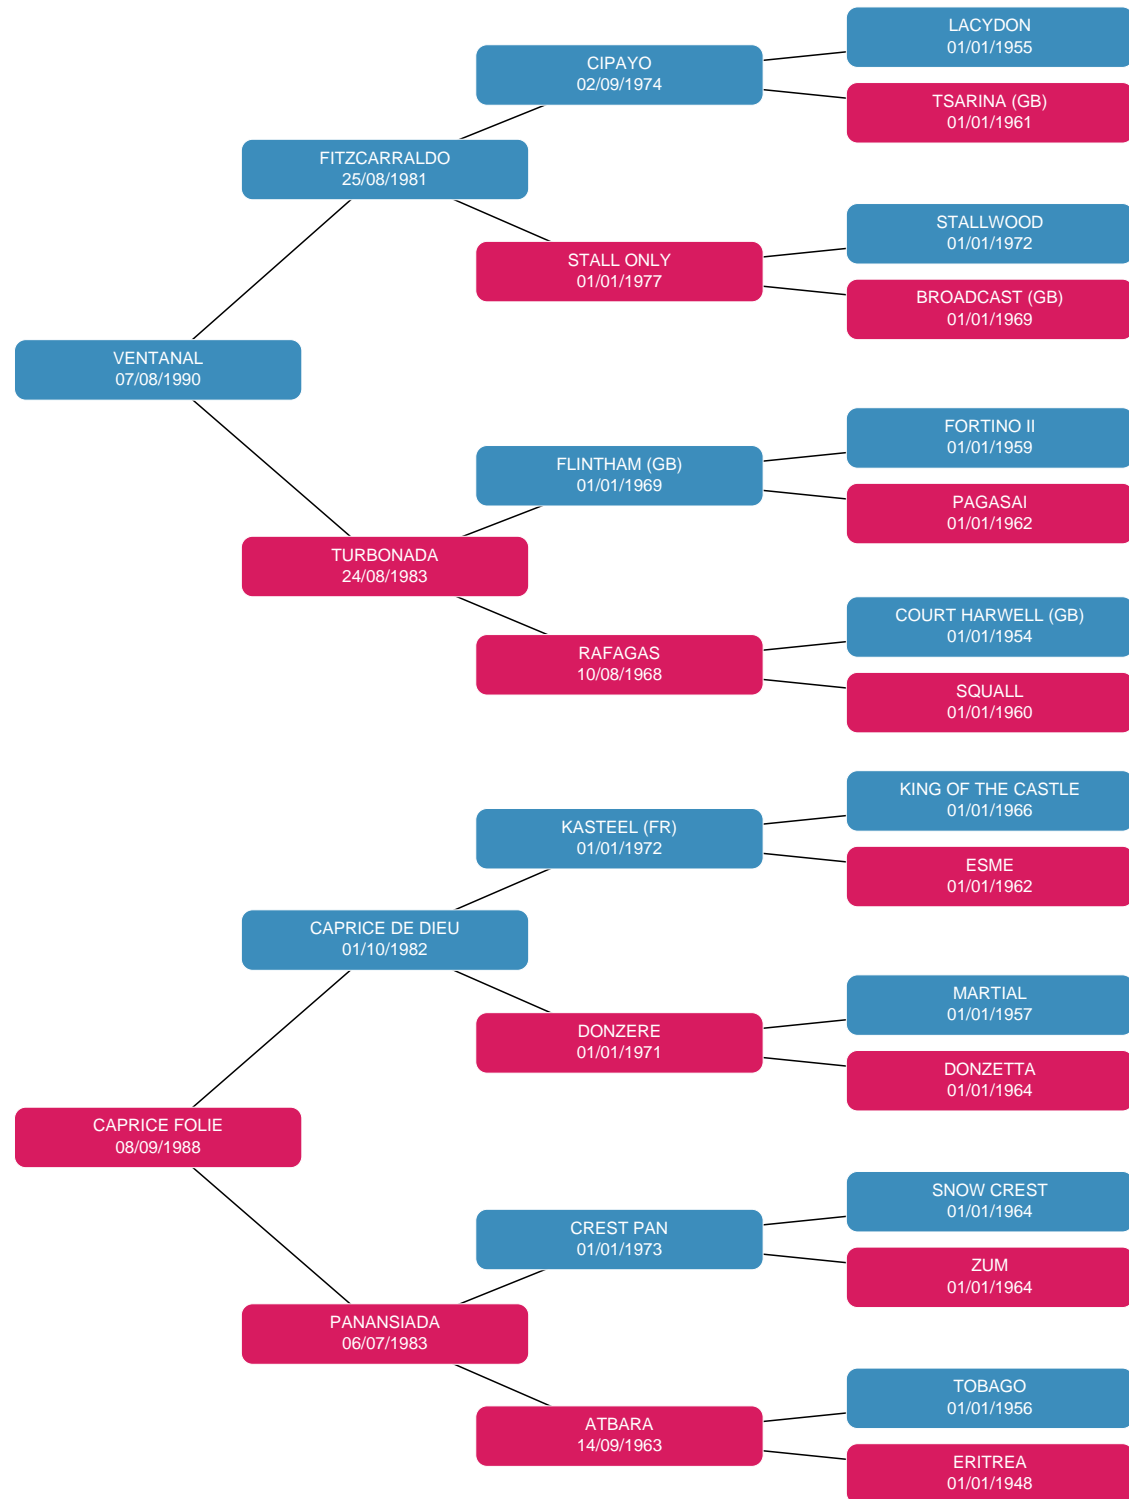 LACYDON
01/01/1955
CIPAYO
02/09/1974
TSARINA (GB)
01/01/1961
FITZCARRALDO
25/08/1981
STALLWOOD
01/01/1972
STALL ONLY
01/01/1977
BROADCAST (GB)
01/01/1969
VENTANAL
07/08/1990
FORTINO II
01/01/1959
FLINTHAM (GB)
01/01/1969
PAGASAI
01/01/1962
TURBONADA
24/08/1983
COURT HARWELL (GB)
01/01/1954
RAFAGAS
10/08/1968
SQUALL
01/01/1960
KING OF THE CASTLE
01/01/1966
KASTEEL (FR)
01/01/1972
ESME
01/01/1962
CAPRICE DE DIEU
01/10/1982
MARTIAL
01/01/1957
DONZERE
01/01/1971
DONZETTA
01/01/1964
CAPRICE FOLIE
08/09/1988
SNOW CREST
01/01/1964
CREST PAN
01/01/1973
ZUM
01/01/1964
PANANSIADA
06/07/1983
TOBAGO
01/01/1956
ATBARA
14/09/1963
ERITREA
01/01/1948